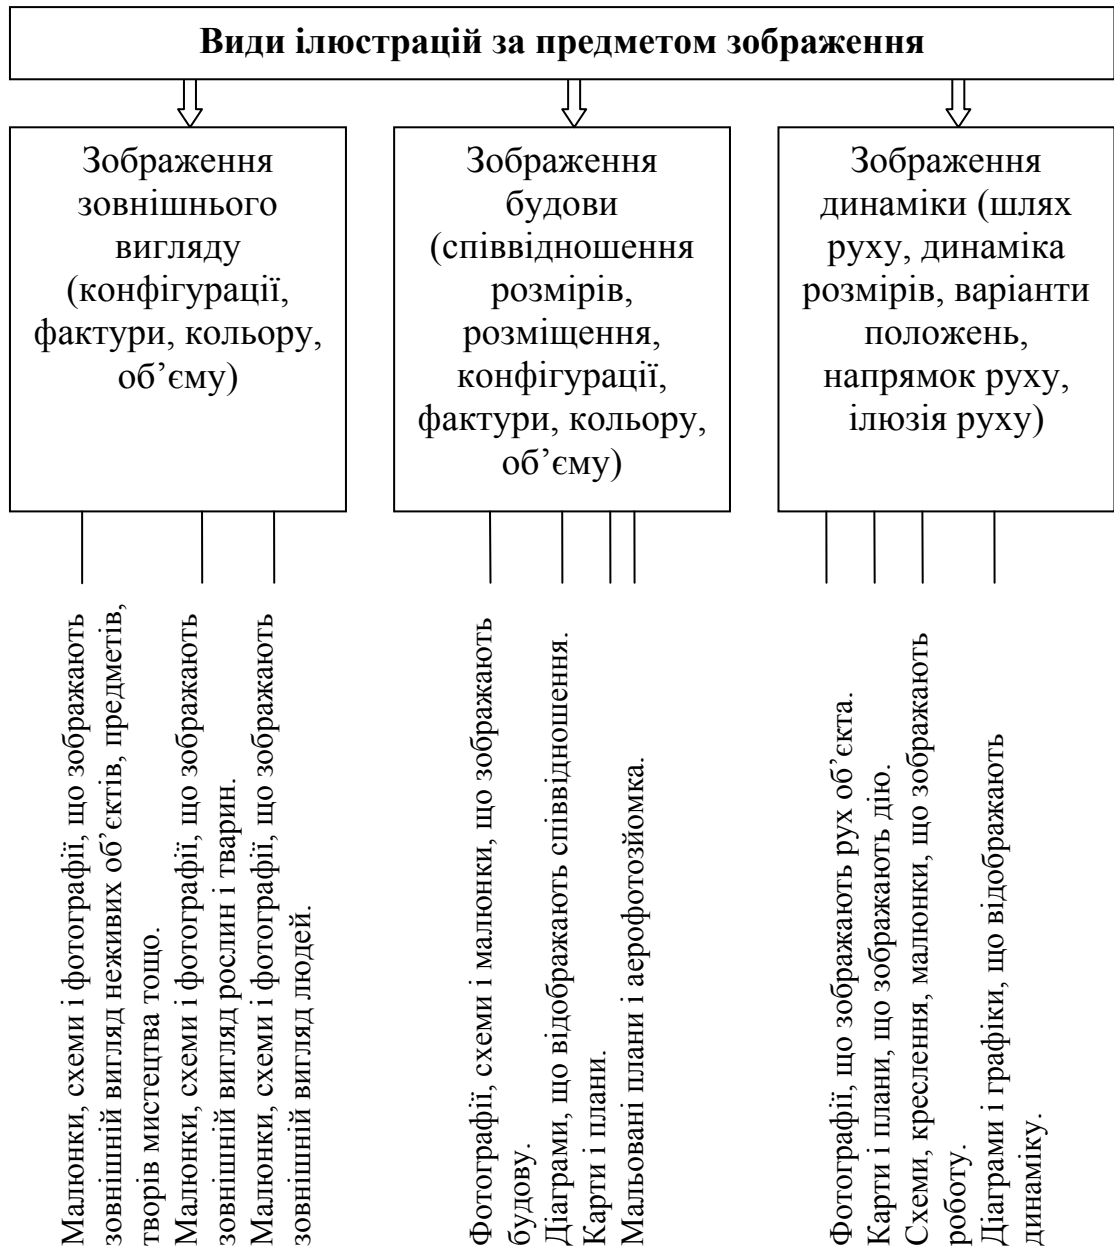 Види ілюстрацій за предметом зображення
Зображення
зовнішнього
вигляду
(конфігурації,
фактури, кольору,
об’єму)
Зображення
будови
(співвідношення
розмірів,
розміщення,
конфігурації,
фактури, кольору,
об’єму)
Зображення
динаміки (шлях
руху, динаміка
розмірів, варіанти
положень,
напрямок руху,
ілюзія руху)
Малюнки, схеми і фотографії, що зображають
зовнішній вигляд неживих об’єктів, предметів,
творів мистецтва тощо.
Малюнки, схеми і фотографії, що зображають
зовнішній вигляд рослин і тварин.
Малюнки, схеми і фотографії, що зображають
зовнішній вигляд людей.
Фотографії, схеми і малюнки, що зображають
будову.
Діаграми, що відображають співвідношення.
Карти і плани.
Мальовані плани і аерофотозйомка.
Фотографії, що зображають рух об’єкта.
Карти і плани, що зображають дію.
Схеми, креслення, малюнки, що зображають
роботу.
Діаграми і графіки, що відображають
динаміку.